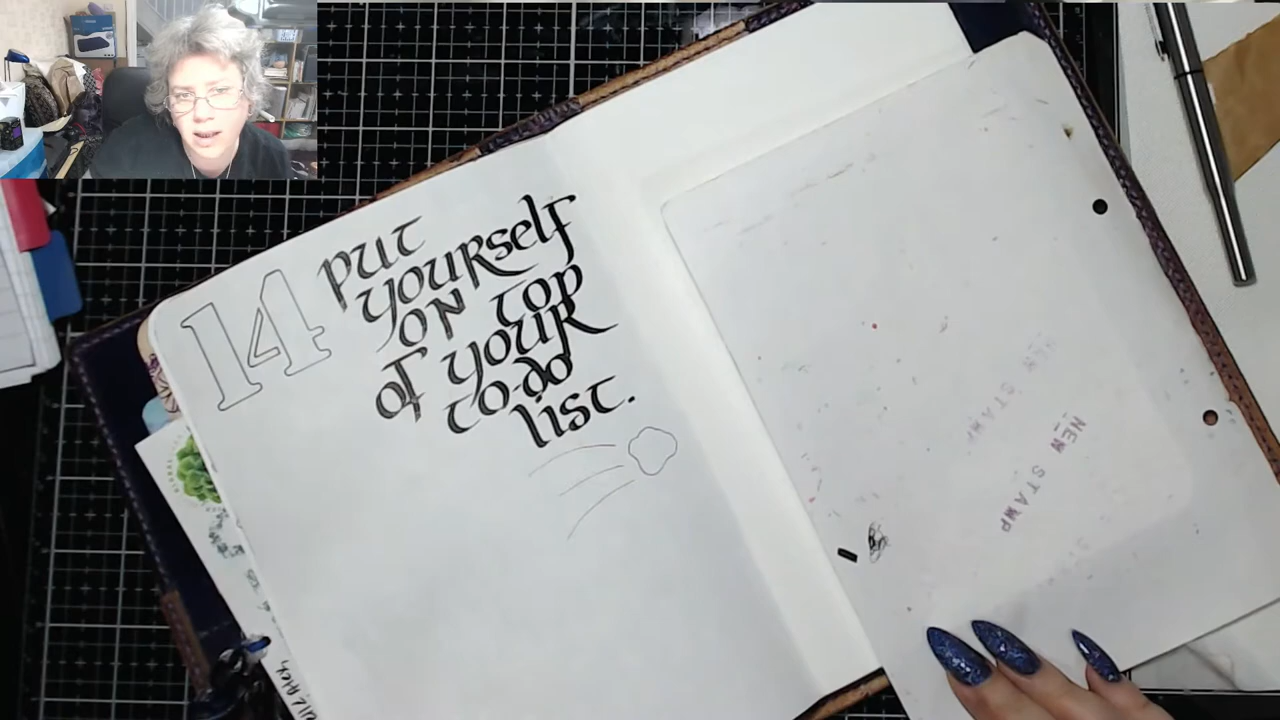 14
PUT
YOURSELF
ON TOP
OF YOUR
TO-DO
LIST.
NEW STAMP
NEW STAMP